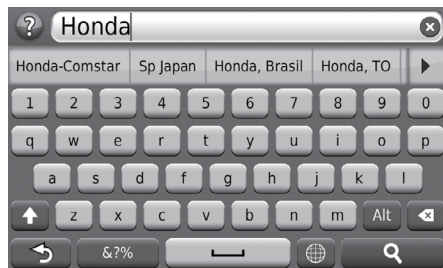 ? Honda
Honda-Comstar Sp Japan Honda, Brasil Honda, TO
1 2 3 4 5 6 7 8 9 0
q w e r t y u i o p
a s d f g h j k l
z x c v b n m Alt
&?%